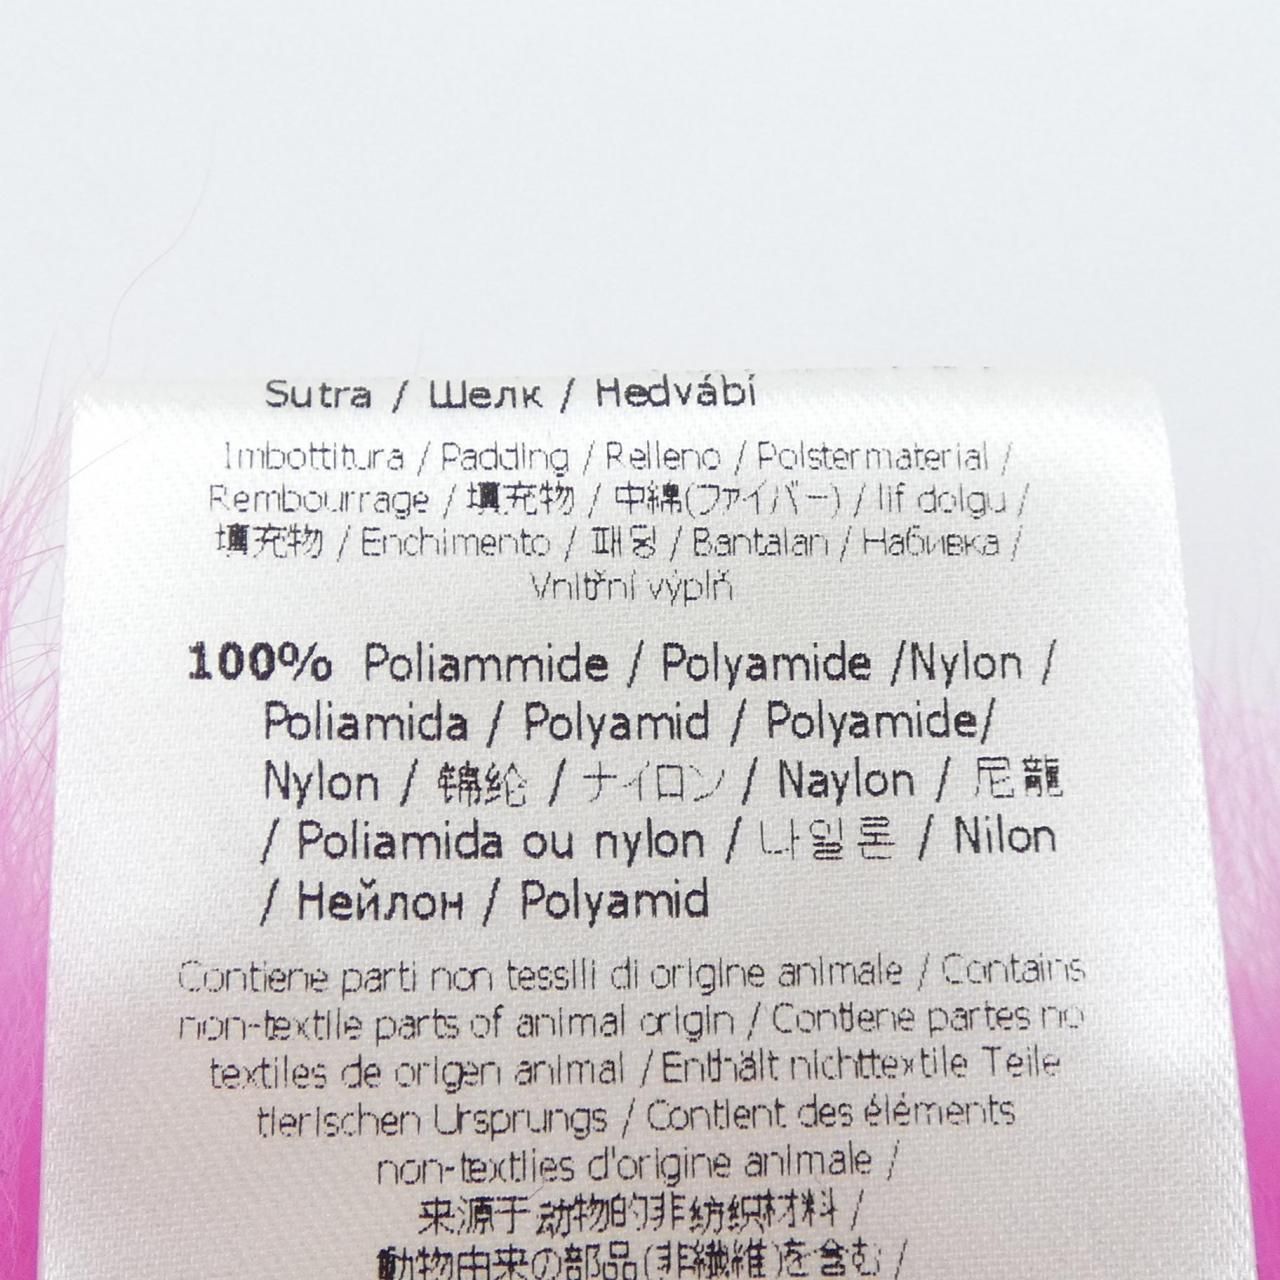 Sutra / Шелк / Hedvábí
Imbottitura / Padding / Relleno / Polstermaterial /
Rembourrage / 填充物 / 中綿(ファイバー) / lif dolgu /
填充物 / Enchimento / 패딩 / Bantalan / Набивка /
Vnitřní výplň
100% Poliammide / Polyamide /Nylon /
Poliamida / Polyamid / Polyamide/
Nylon / 锦纶 / ナイロン / Naylon / 尼龍
/ Poliamida ou nylon / 나일론 / Nilon
/ Нейлон / Polyamid
Contiene parti non tessili di origine animale / Contains
non-textile parts of animal origin / Contiene partes no
textiles de origen animal / Enthält nichttextile Teile
tierischen Ursprungs / Contient des éléments
non-textiles d'origine animale /
来源于动物的非纺织材料 /
動物由来の部品(非繊維)を含む /